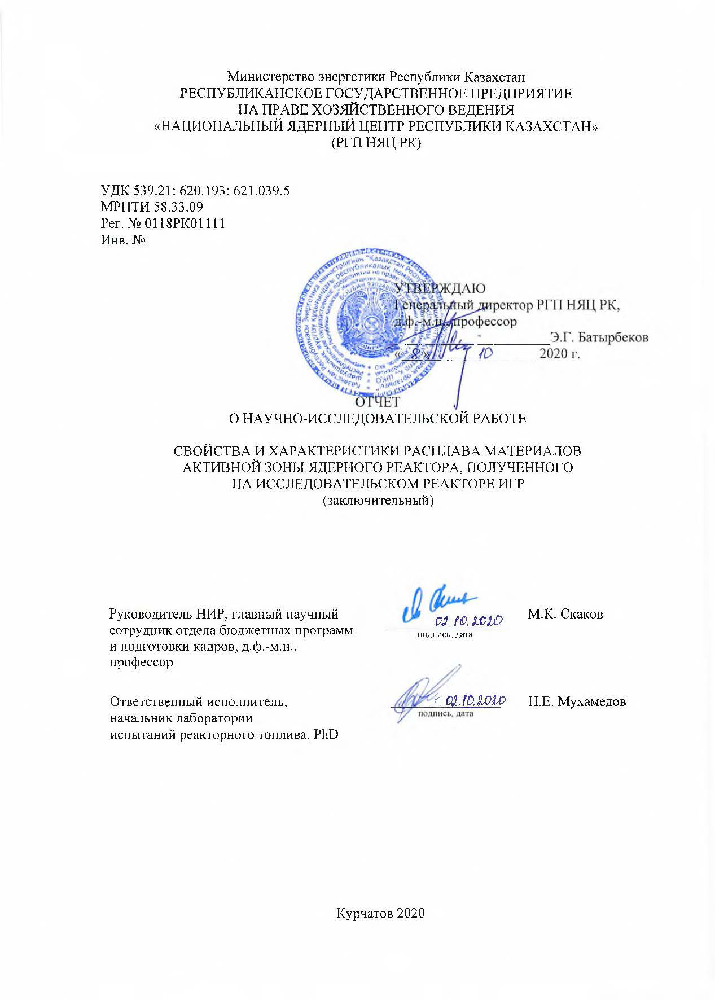 Министерство энергетики Республики Казахстан
РЕСПУБЛИКАНСКОЕ ГОСУДАРСТВЕННОЕ ПРЕДПРИЯТИЕ
НА ПРАВЕ ХОЗЯЙСТВЕННОГО ВЕДЕНИЯ
«НАЦИОНАЛЬНЫЙ ЯДЕРНЫЙ ЦЕНТР РЕСПУБЛИКИ КАЗАХСТАН»
(РГП НЯЦ РК)
УДК 539.21: 620.193: 621.039.5
МРНТИ 58.33.09
Рег. № 0118РК01111
Инв. №
УТВЕРЖДАЮ
Генеральный директор РГП НЯЦ РК,
д.ф.-м.н., профессор
Э.Г. Батырбеков
« 8 » 10 2020 г.
ОТЧЕТ
О НАУЧНО-ИССЛЕДОВАТЕЛЬСКОЙ РАБОТЕ
СВОЙСТВА И ХАРАКТЕРИСТИКИ РАСПЛАВА МАТЕРИАЛОВ
АКТИВНОЙ ЗОНЫ ЯДЕРНОГО РЕАКТОРА, ПОЛУЧЕННОГО
НА ИССЛЕДОВАТЕЛЬСКОМ РЕАКТОРЕ ИГР
(заключительный)
Руководитель НИР, главный научный
сотрудник отдела бюджетных программ
и подготовки кадров, д.ф.-м.н.,
профессор
02.10.2020
подпись, дата
М.К. Скаков
Ответственный исполнитель,
начальник лаборатории
испытаний реакторного топлива, PhD
02.10.2020
подпись, дата
Н.Е. Мухамедов
Курчатов 2020